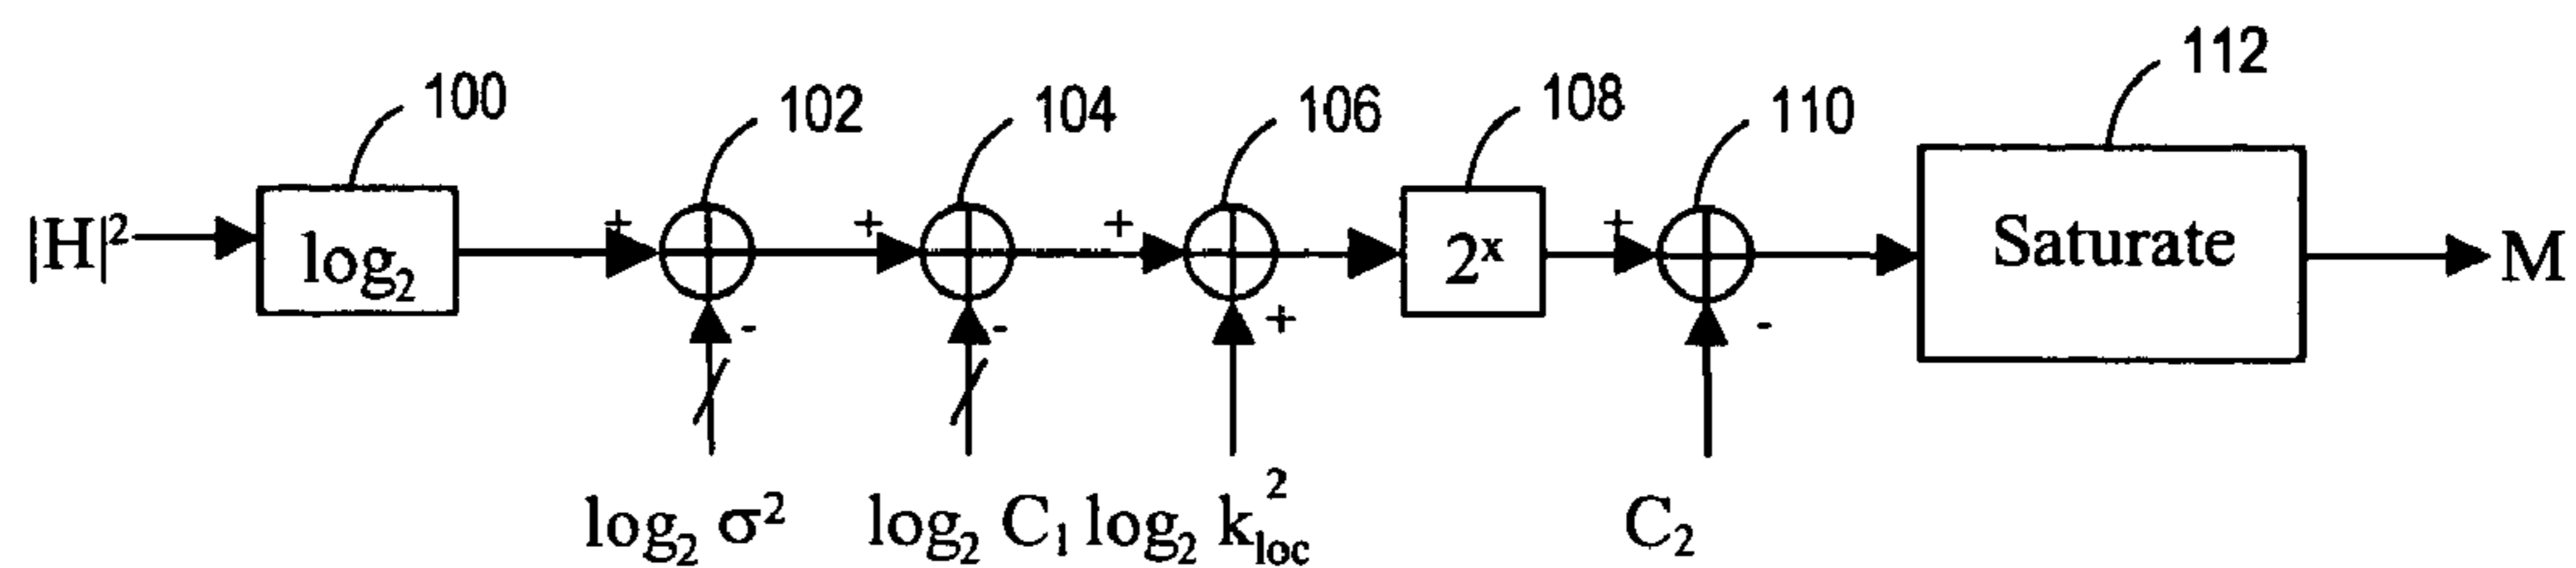 100 102 104 106 108 110 112
|H|² log₂ + - + - + + 2ˣ + - Saturate M
log₂ σ² log₂ C₁ log₂ k²loc C₂